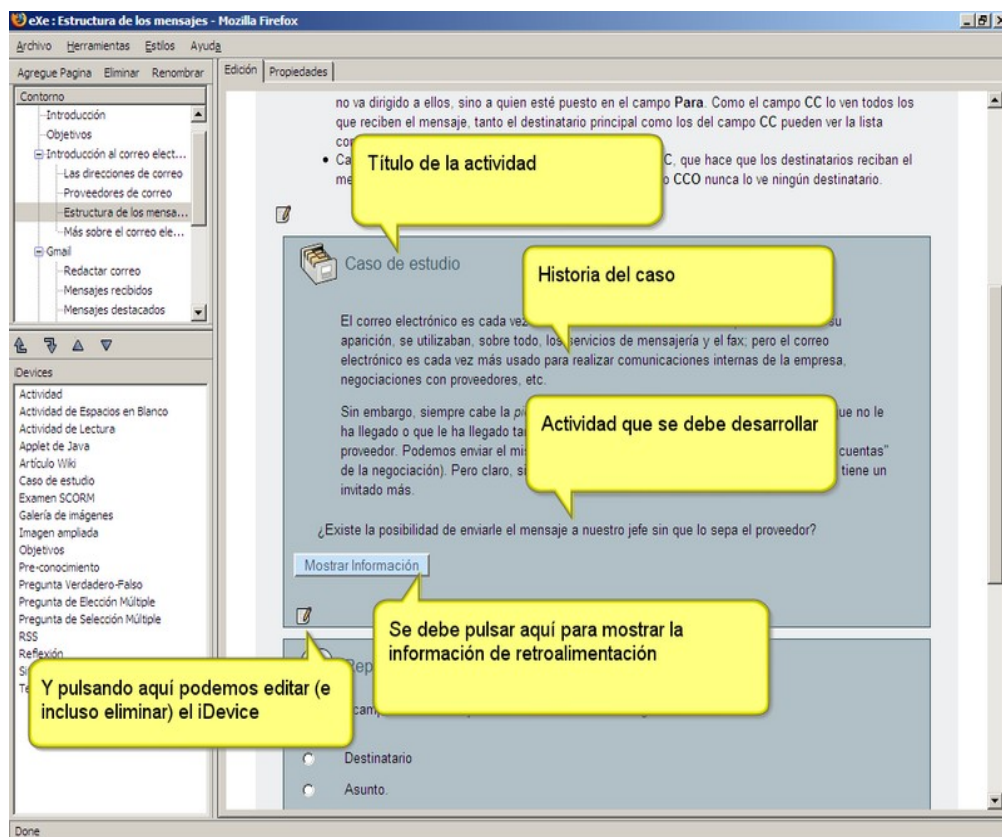 eXe : Estructura de los mensajes - Mozilla Firefox
Archivo Herramientas Estilos Ayuda
Agregue Pagina Eliminar Renombrar
Edición Propiedades
Contorno
Introducción
Objetivos
Introducción al correo elect...
Las direcciones de correo
Proveedores de correo
Estructura de los mensa...
Más sobre el correo ele...
Gmail
Redactar correo
Mensajes recibidos
Mensajes destacados
iDevices
Actividad
Actividad de Espacios en Blanco
Actividad de Lectura
Applet de Java
Artículo Wiki
Caso de estudio
Examen SCORM
Galería de imágenes
Imagen ampliada
Objetivos
Pre-conocimiento
Pregunta Verdadero-Falso
Pregunta de Elección Múltiple
Pregunta de Selección Múltiple
RSS
Reflexión
no va dirigido a ellos, sino a quien esté puesto en el campo Para. Como el campo CC lo ven todos los
que reciben el mensaje, tanto el destinatario principal como los del campo CC pueden ver la lista
Título de la actividad
C, que hace que los destinatarios reciban el
CCO nunca lo ve ningún destinatario.
Caso de estudio
Historia del caso
El correo electrónico es cada vez su
aparición, se utilizaban, sobre todo, los servicios de mensajería y el fax; pero el correo
electrónico es cada vez más usado para realizar comunicaciones internas de la empresa,
negociaciones con proveedores, etc.
Sin embargo, siempre cabe la que no le
ha llegado o que le ha llegado
proveedor. Podemos enviar el cuentas"
de la negociación). Pero claro, tiene un
invitado más.
Actividad que se debe desarrollar
¿Existe la posibilidad de enviarle el mensaje a nuestro jefe sin que lo sepa el proveedor?
Mostrar Información
Se debe pulsar aquí para mostrar la
información de retroalimentación
Y pulsando aquí podemos editar (e
incluso eliminar) el iDevice
Destinatario
Asunto.
Done